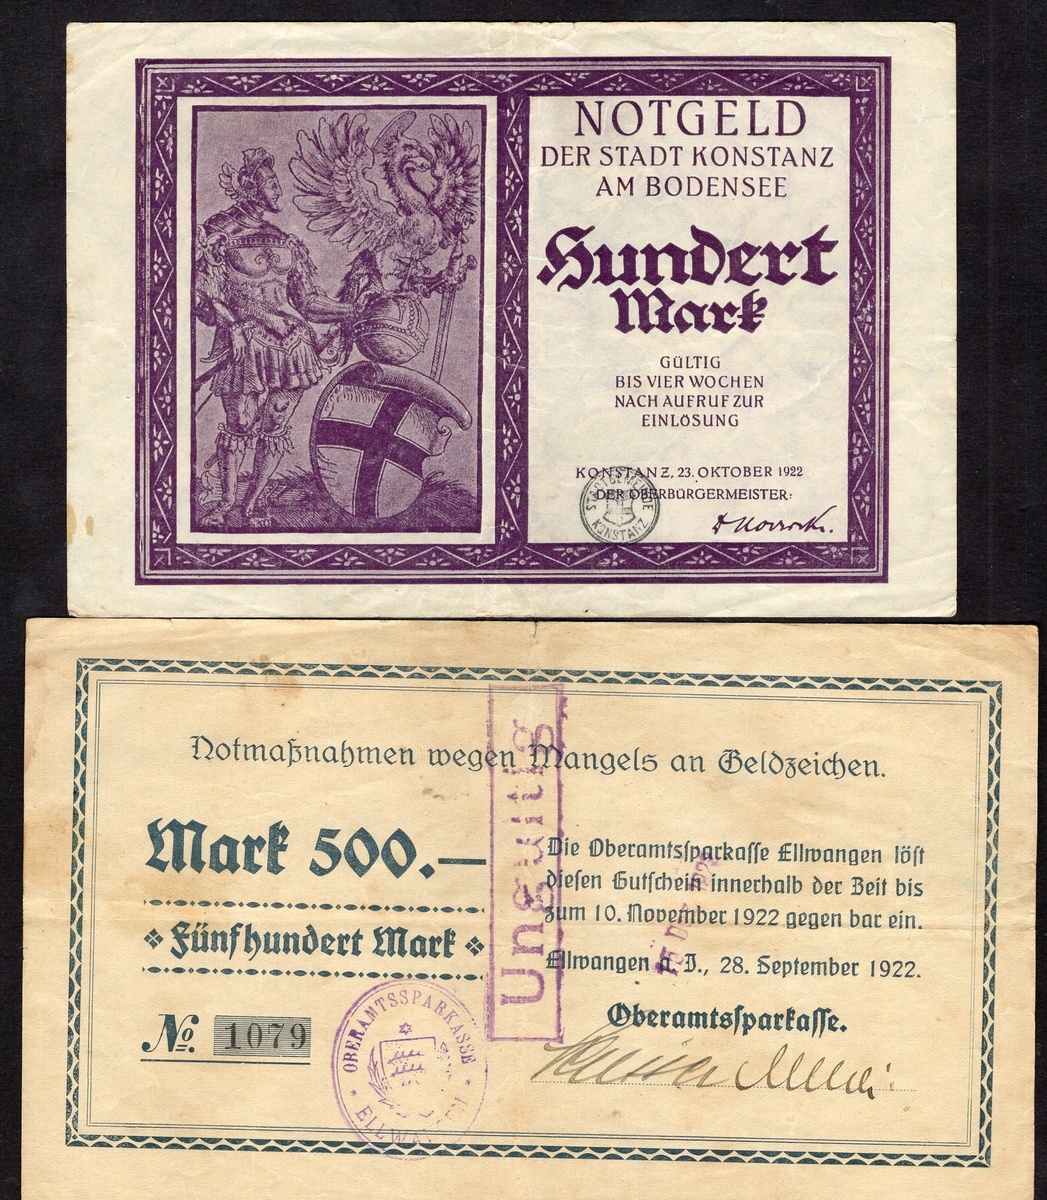 NOTGELD
DER STADT KONSTANZ
AM BODENSEE
Hundert
Mark
GÜLTIG
BIS VIER WOCHEN
NACH AUFRUF ZUR
EINLÖSUNG
KONSTANZ, 23. OKTOBER 1922
DER OBERBÜRGERMEISTER:
STADTGEMEINDE
KONSTANZ
Notmaßnahmen wegen Mangels an Geldzeichen.
Mark 500.—
Fünfhundert Mark
No. 1079
Ungültig
Die Oberamtssparkasse Ellwangen löst
diesen Gutschein innerhalb der Zeit bis
zum 10. November 1922 gegen bar ein.
Ellwangen a. J., 28. September 1922.
Oberamtssparkasse.
OBERAMTSSPARKASSE
ELLWANGEN